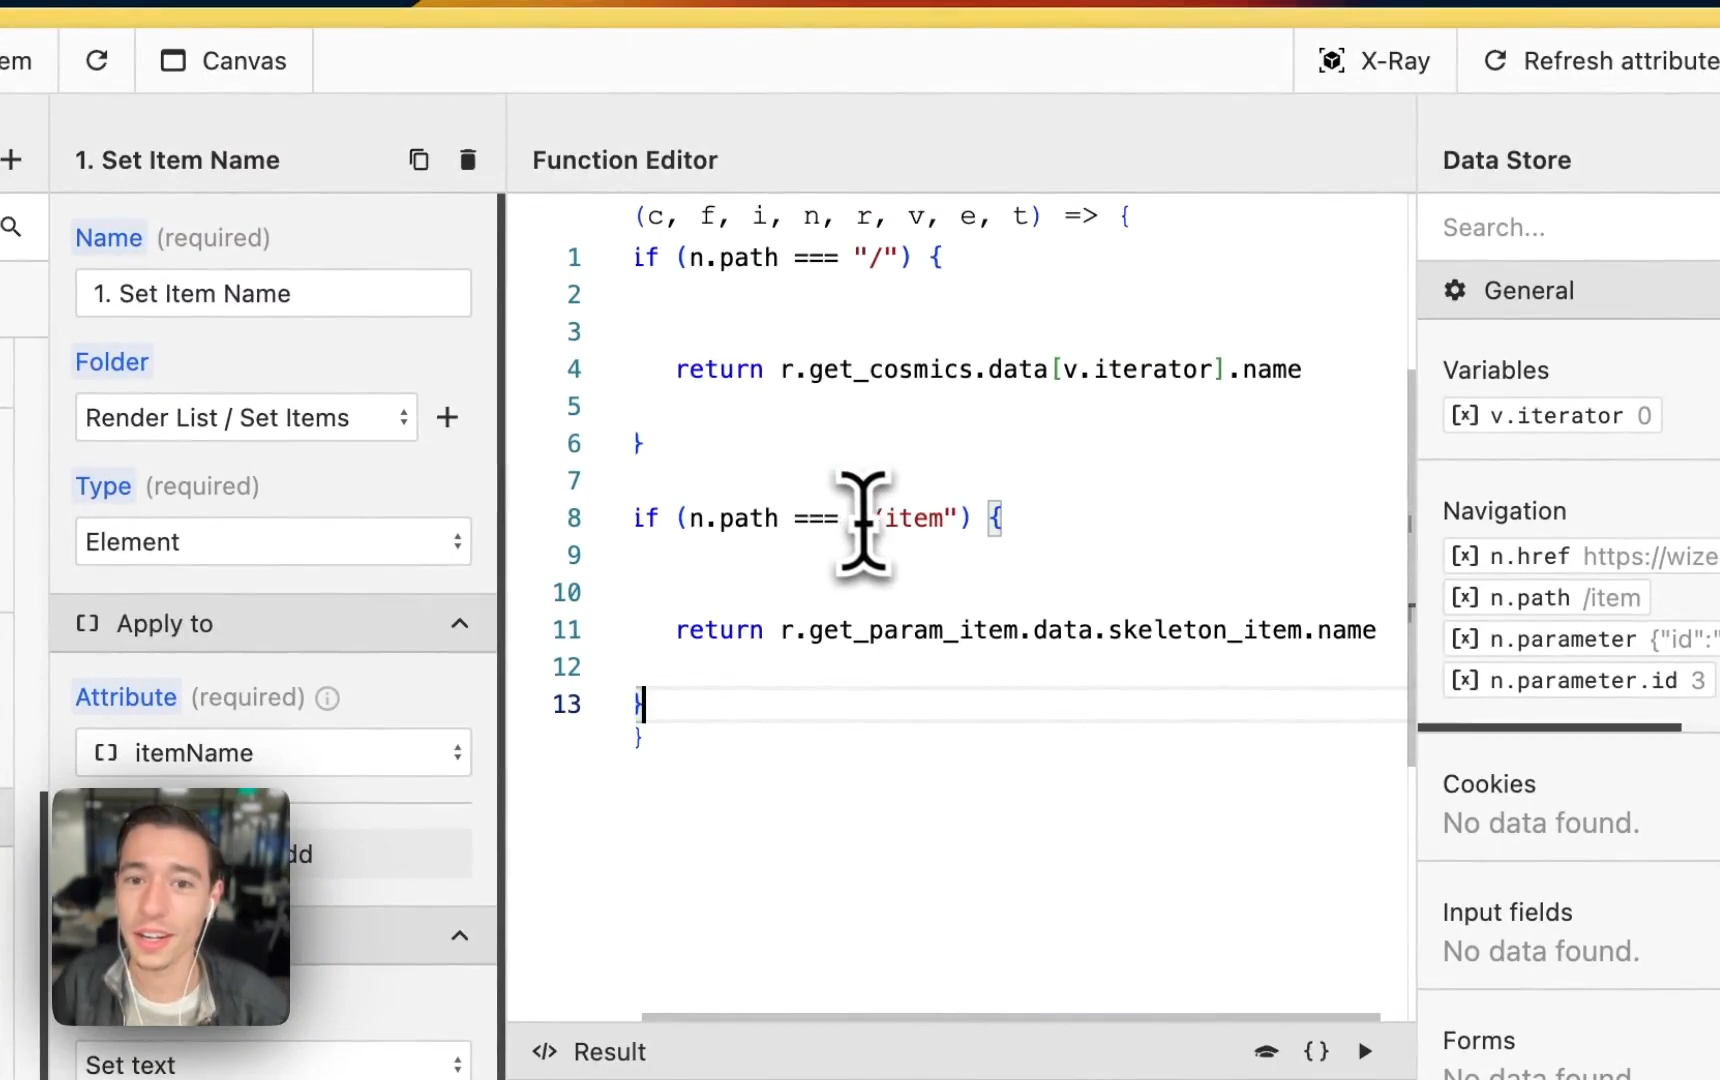 em
Canvas
X-Ray
Refresh attribute
1. Set Item Name
Name (required)
1. Set Item Name
Folder
Render List / Set Items
Type (required)
Element
Apply to
Attribute (required)
itemName
dd
Set text
Function Editor
(c, f, i, n, r, v, e, t) => {
1 if (n.path === "/") {
2
3
4 return r.get_cosmics.data[v.iterator].name
5
6 }
7
8 if (n.path === "/item") {
9
10
11 return r.get_param_item.data.skeleton_item.name
12
13 }
}
</> Result
{ }
Data Store
Search...
General
Variables
[x] v.iterator 0
Navigation
[x] n.href https://wize
[x] n.path /item
[x] n.parameter {"id":"
[x] n.parameter.id 3
Cookies
No data found.
Input fields
No data found.
Forms
No data found.